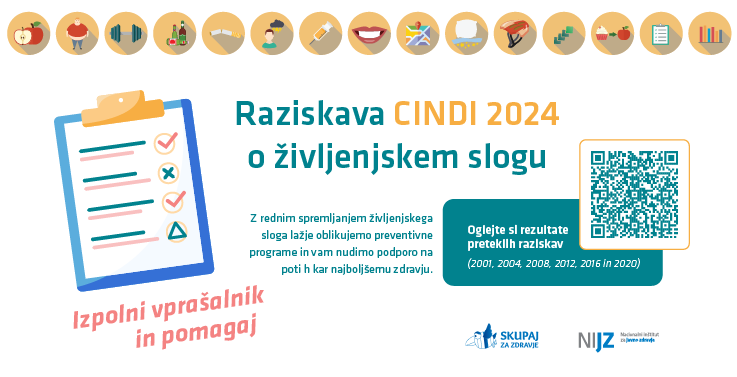 Raziskava CINDI 2024
o življenjskem slogu
Z rednim spremljanjem življenjskega
sloga lažje oblikujemo preventivne
programe in vam nudimo podporo na
poti h kar najboljšemu zdravju.
Oglejte si rezultate
preteklih raziskav
(2001, 2004, 2008, 2012, 2016 in 2020)
Izpolni vprašalnik
in pomagaj
SKUPAJ
ZA ZDRAVJE
NIJZ
Nacionalni inštitut
za javno zdravje